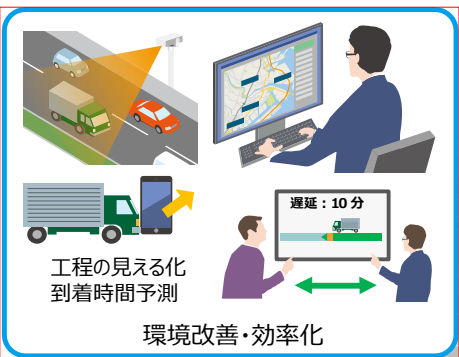 遅延：10 分
工程の見える化
到着時間予測
環境改善・効率化